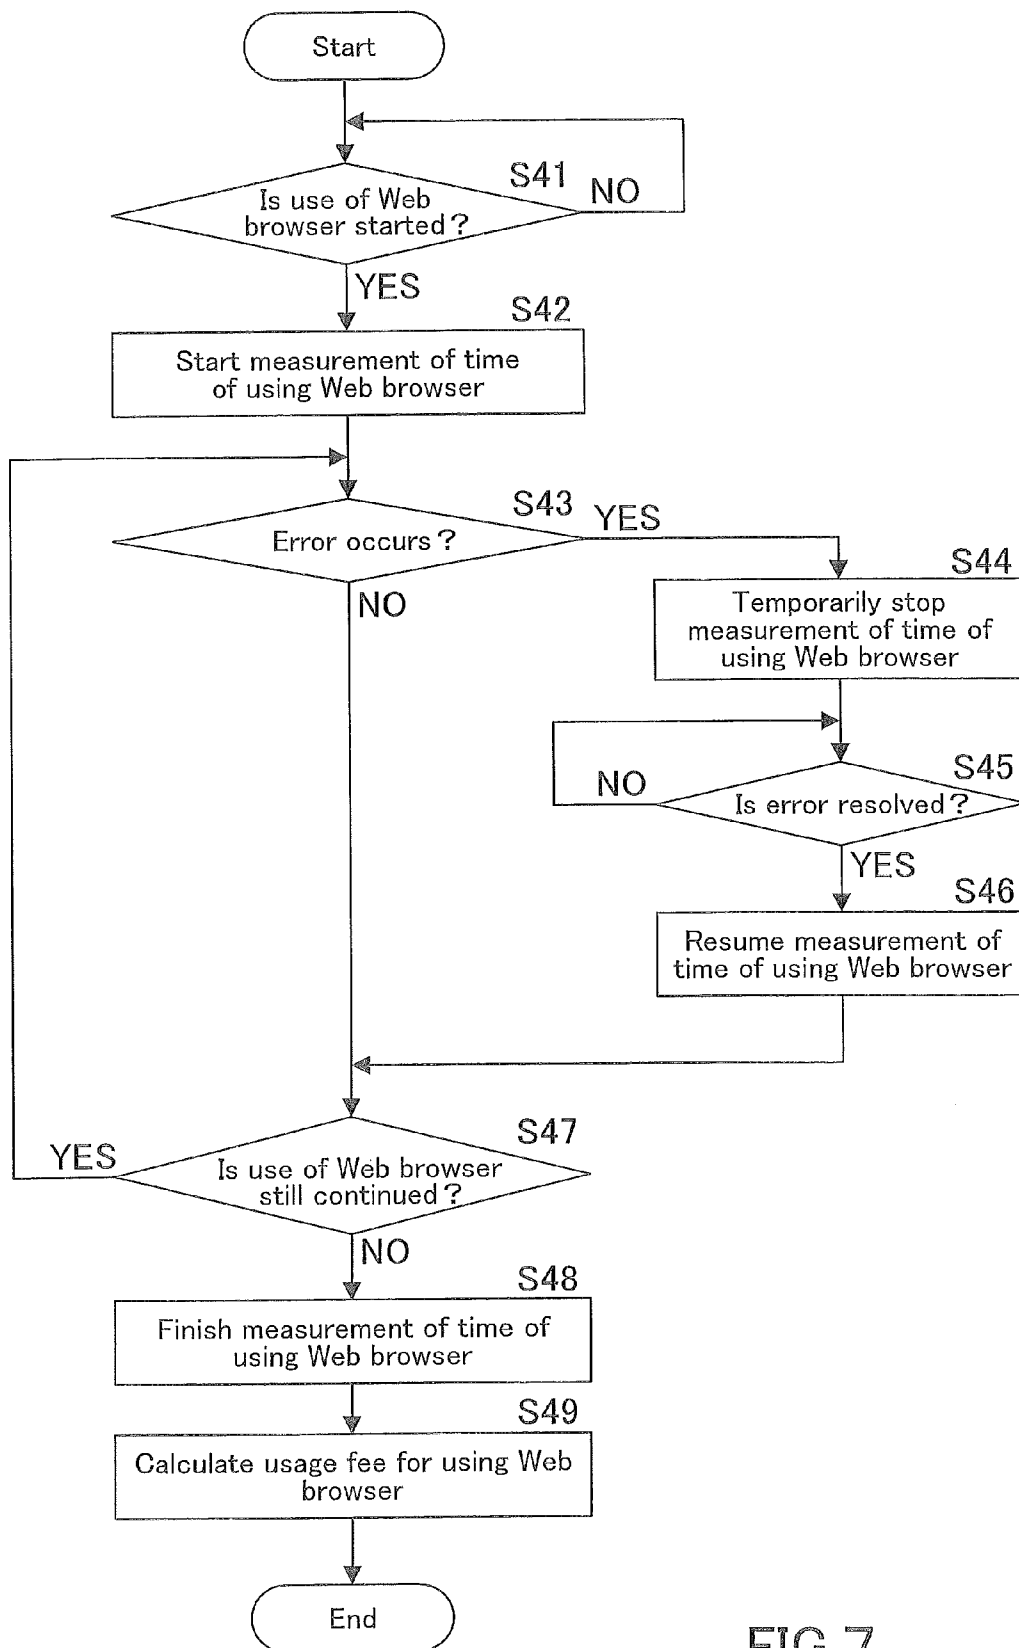 Start
S41
Is use of Web
browser started?
NO
YES
S42
Start measurement of time
of using Web browser
S43
Error occurs?
YES
NO
S44
Temporarily stop
measurement of time of
using Web browser
S45
Is error resolved?
NO
YES
S46
Resume measurement of
time of using Web browser
S47
Is use of Web browser
still continued?
YES
NO
S48
Finish measurement of time of
using Web browser
S49
Calculate usage fee for using Web
browser
End
FIG.7